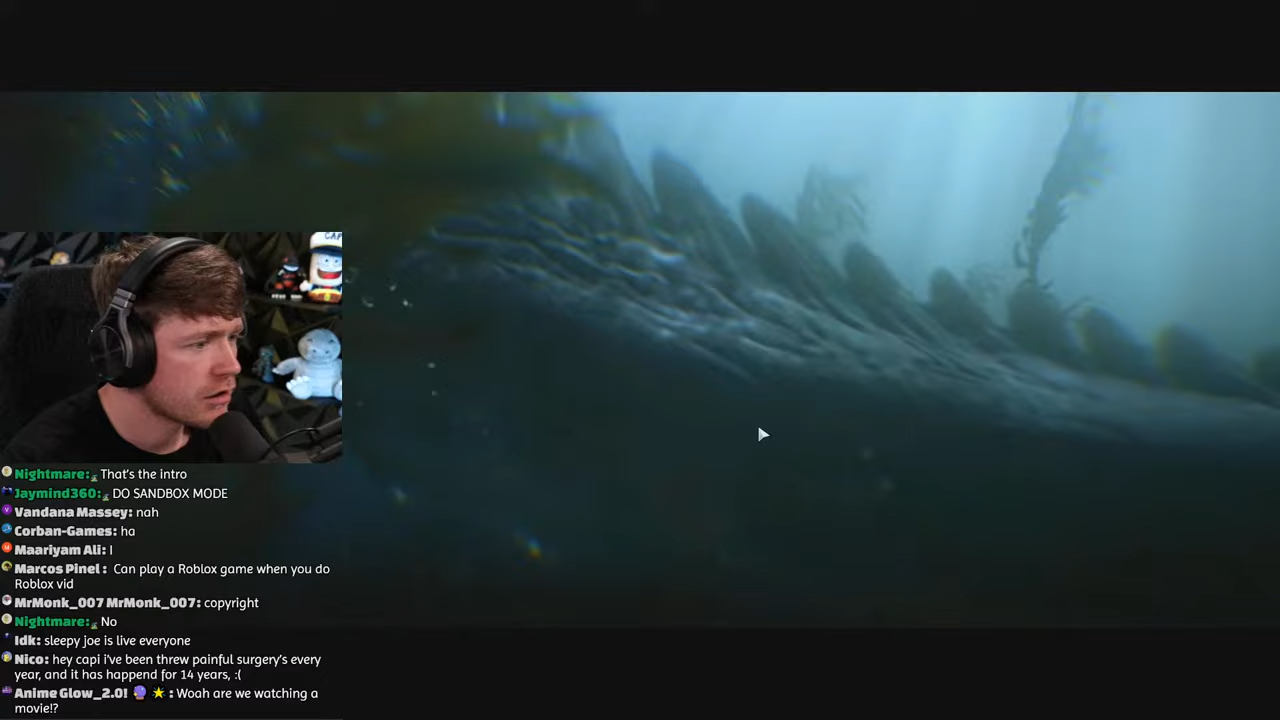 CAP
Nightmare: That's the intro
Jaymind360: DO SANDBOX MODE
Vandana Massey: nah
Corban-Games: ha
Maariyam Ali: I
Marcos Pinel : Can play a Roblox game when you do
Roblox vid
MrMonk_007 MrMonk_007: copyright
Nightmare: No
Idk: sleepy joe is live everyone
Nico: hey capi i've been threw painful surgery's every
year, and it has happend for 14 years, :(
Anime Glow_2.0! 🔮 ⭐ : Woah are we watching a
movie!?